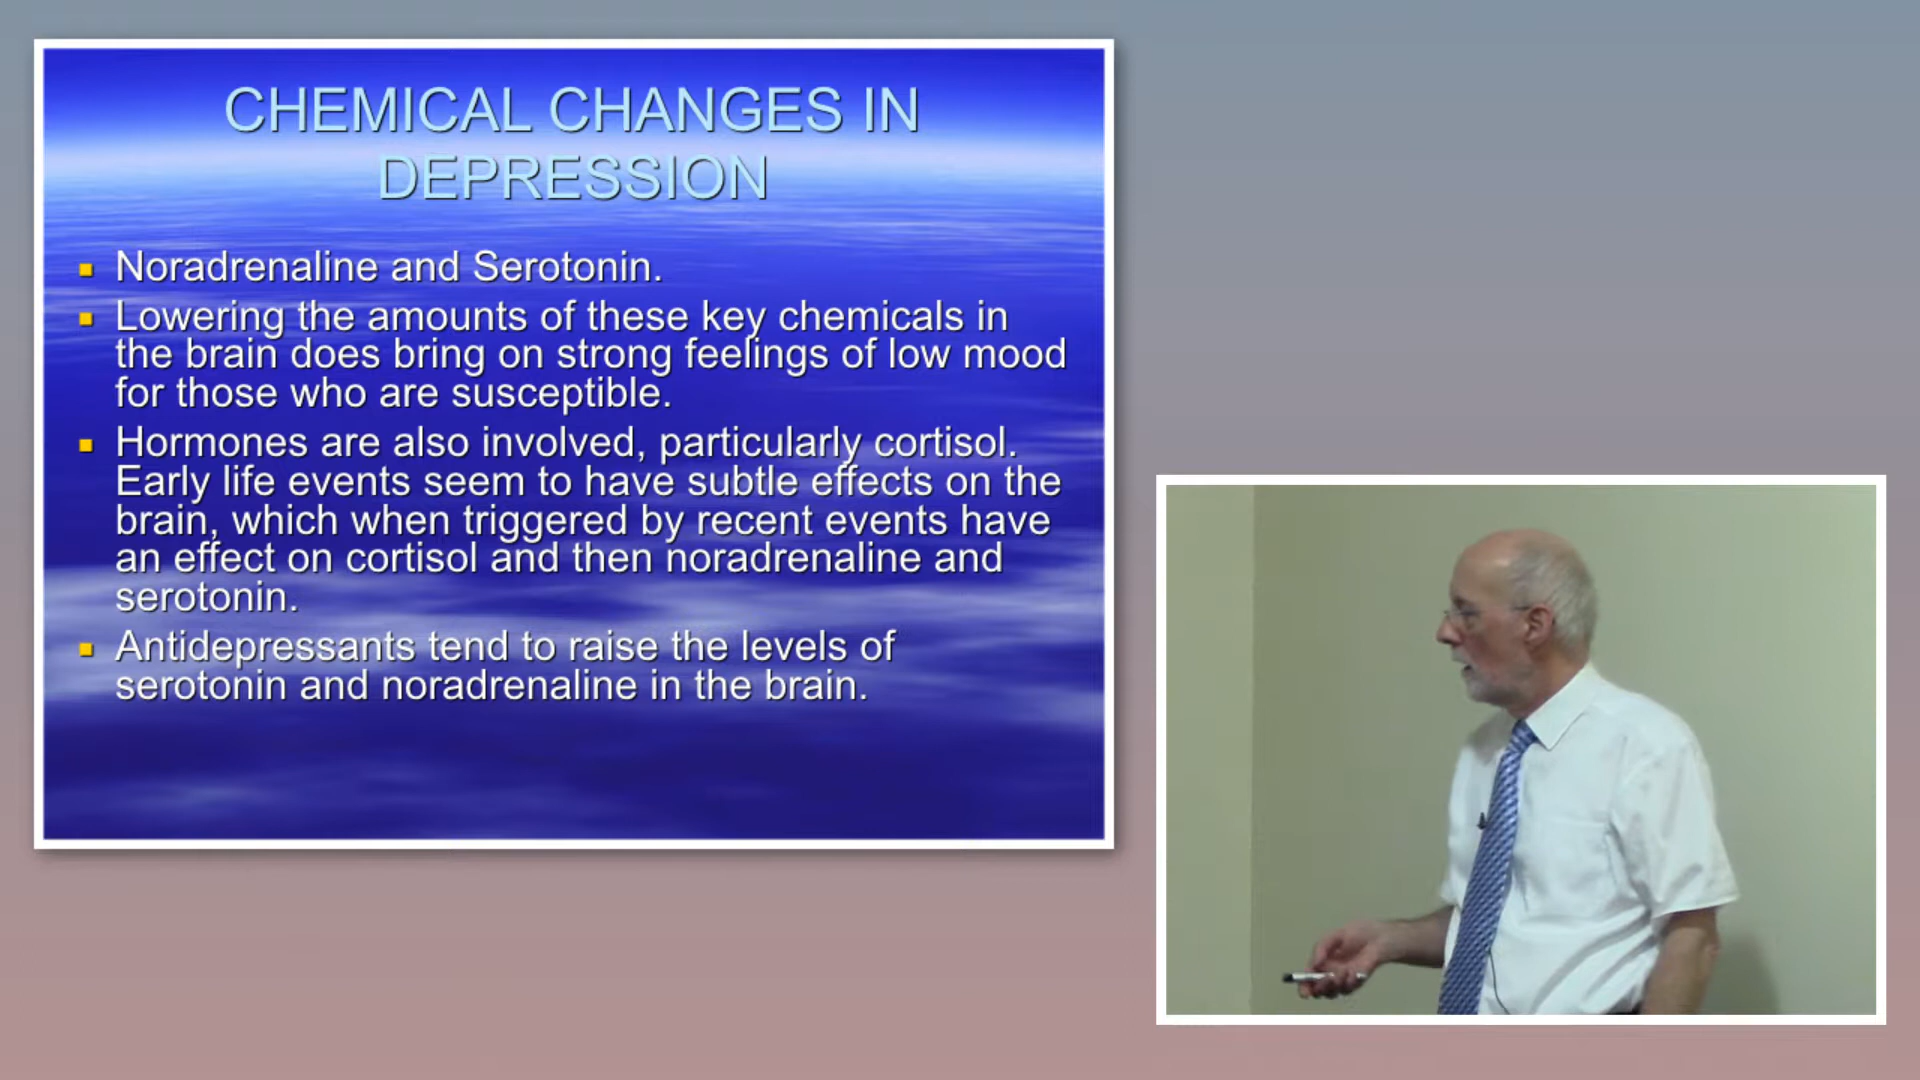 CHEMICAL CHANGES IN
DEPRESSION
Noradrenaline and Serotonin.
Lowering the amounts of these key chemicals in
the brain does bring on strong feelings of low mood
for those who are susceptible.
Hormones are also involved, particularly cortisol.
Early life events seem to have subtle effects on the
brain, which when triggered by recent events have
an effect on cortisol and then noradrenaline and
serotonin.
Antidepressants tend to raise the levels of
serotonin and noradrenaline in the brain.